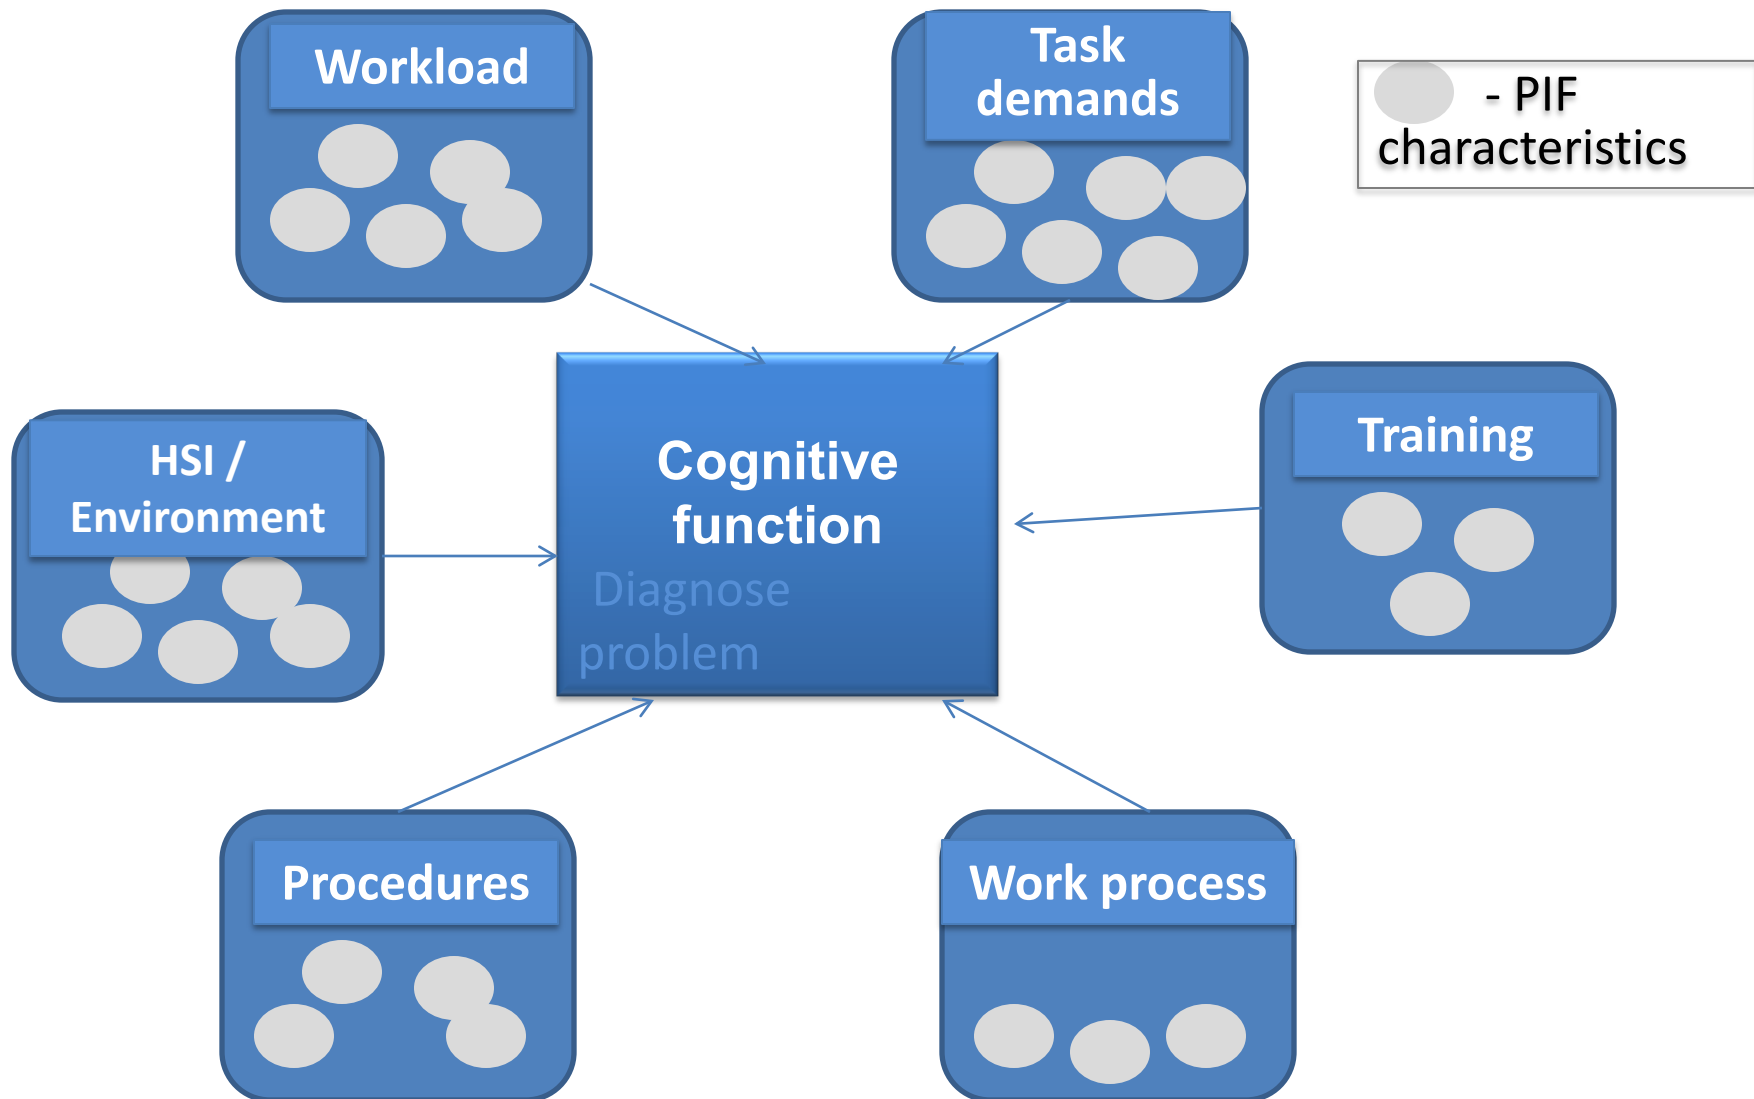 Workload
Task
demands
- PIF
characteristics
HSI /
Environment
Cognitive
function
Diagnose
problem
Training
Procedures
Work process